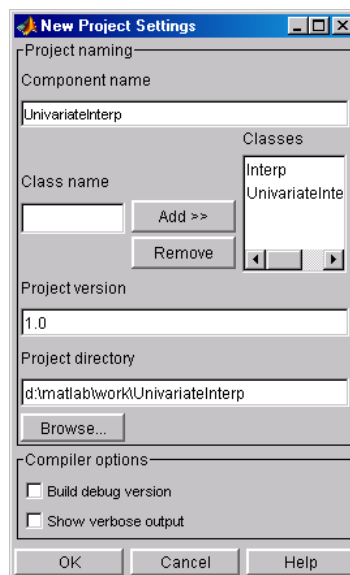 New Project Settings
Project naming
Component name
UnivariateInterp
Classes
Interp
UnivariateInte
Class name
Add >>
Remove
Project version
1.0
Project directory
d:\matlab\work\UnivariateInterp
Browse...
Compiler options
Build debug version
Show verbose output
OK
Cancel
Help